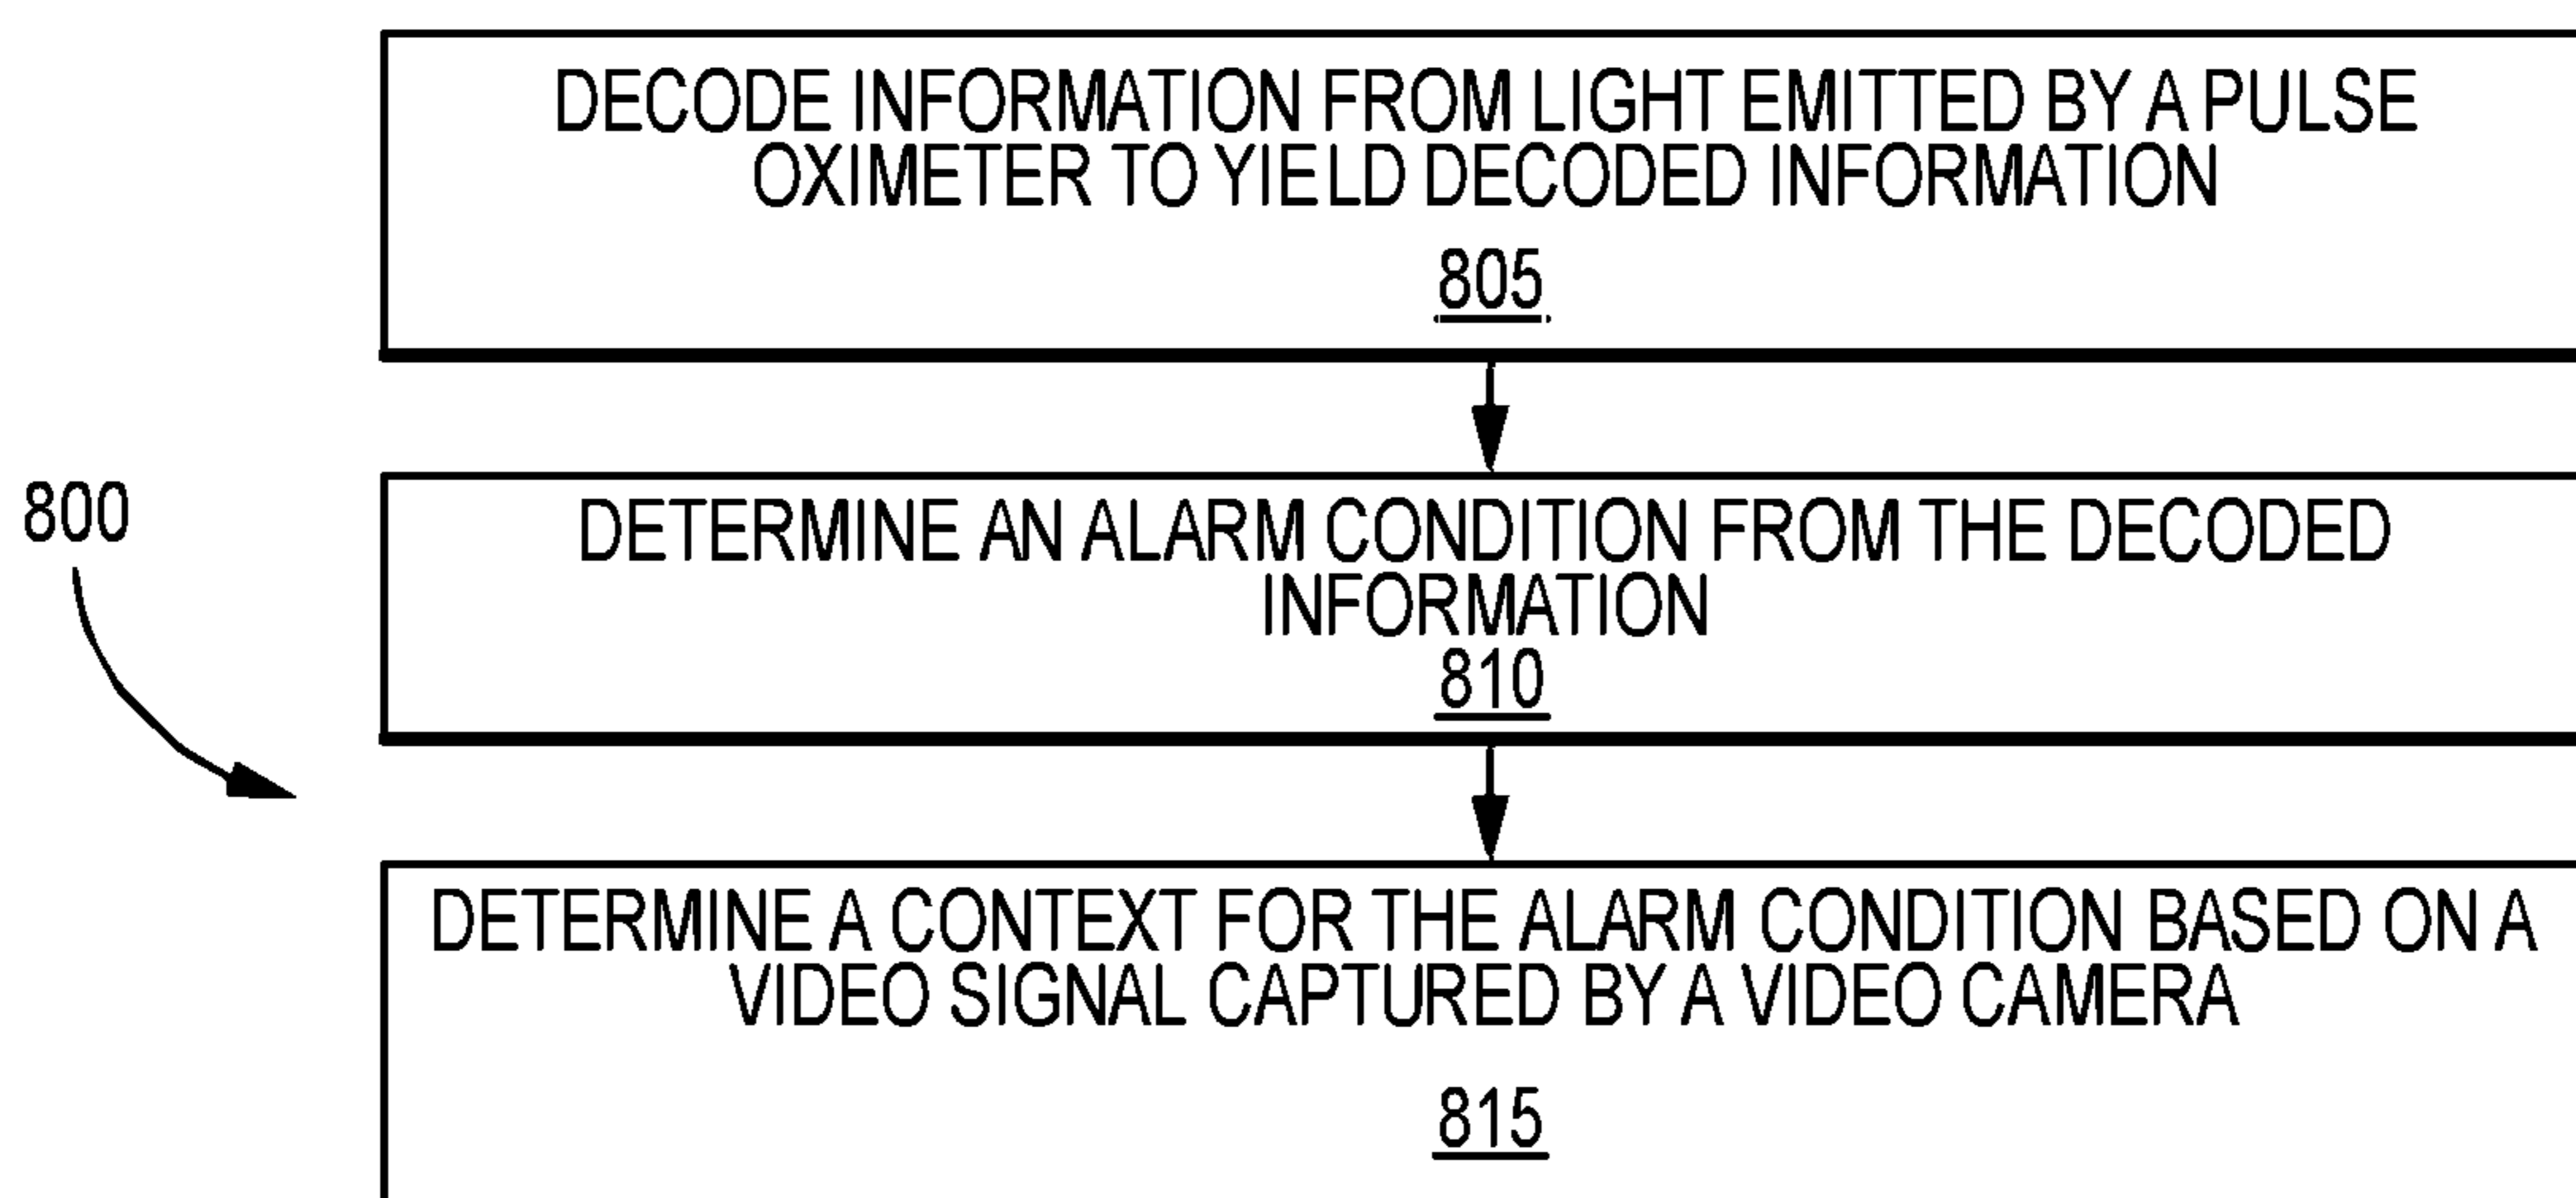 DECODE INFORMATION FROM LIGHT EMITTED BY A PULSE
OXIMETER TO YIELD DECODED INFORMATION
805
800
DETERMINE AN ALARM CONDITION FROM THE DECODED
INFORMATION
810
DETERMINE A CONTEXT FOR THE ALARM CONDITION BASED ON A
VIDEO SIGNAL CAPTURED BY A VIDEO CAMERA
815